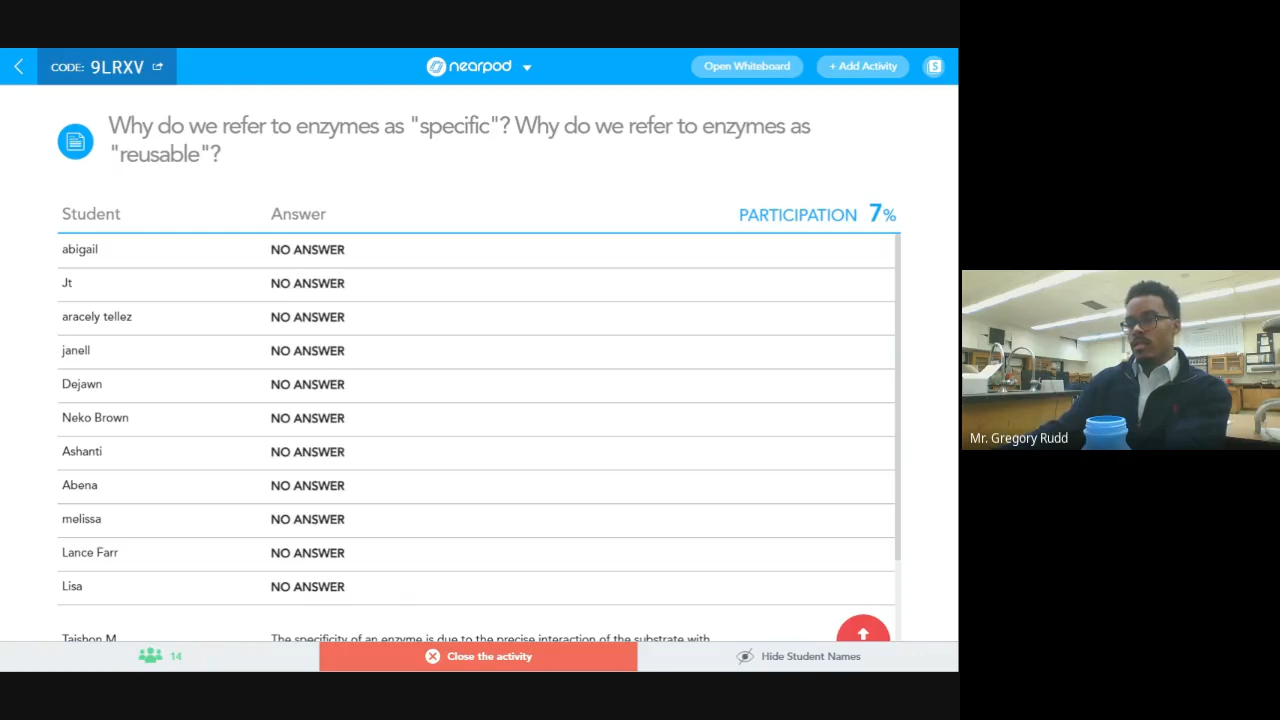 CODE: 9LRXV
nearpod
Open Whiteboard
+ Add Activity
S
Why do we refer to enzymes as "specific"? Why do we refer to enzymes as
"reusable"?
Student Answer PARTICIPATION 7%
abigail NO ANSWER
Jt NO ANSWER
aracely tellez NO ANSWER
janell NO ANSWER
Dejawn NO ANSWER
Neko Brown NO ANSWER
Ashanti NO ANSWER
Abena NO ANSWER
melissa NO ANSWER
Lance Farr NO ANSWER
Lisa NO ANSWER
Taishon M The specificity of an enzyme is due to the precise interaction of the substrate with
14
Close the activity
Hide Student Names
Mr. Gregory Rudd